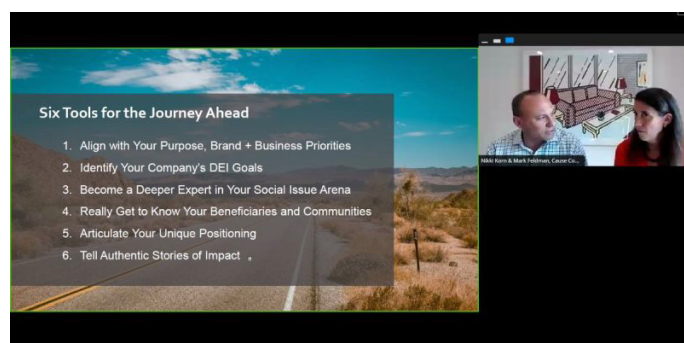 Six Tools for the Journey Ahead
1. Align with Your Purpose, Brand + Business Priorities
2. Identify Your Company's DEI Goals
3. Become a Deeper Expert in Your Social Issue Arena
4. Really Get to Know Your Beneficiaries and Communities
5. Articulate Your Unique Positioning
6. Tell Authentic Stories of Impact
Nikki Korn & Mark Feldman, Cause Co...